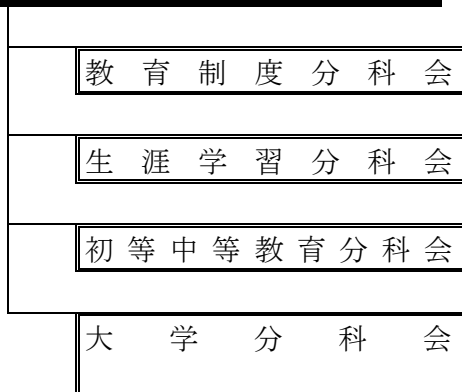 教育制度分科会
生涯学習分科会
初等中等教育分科会
大学分科会